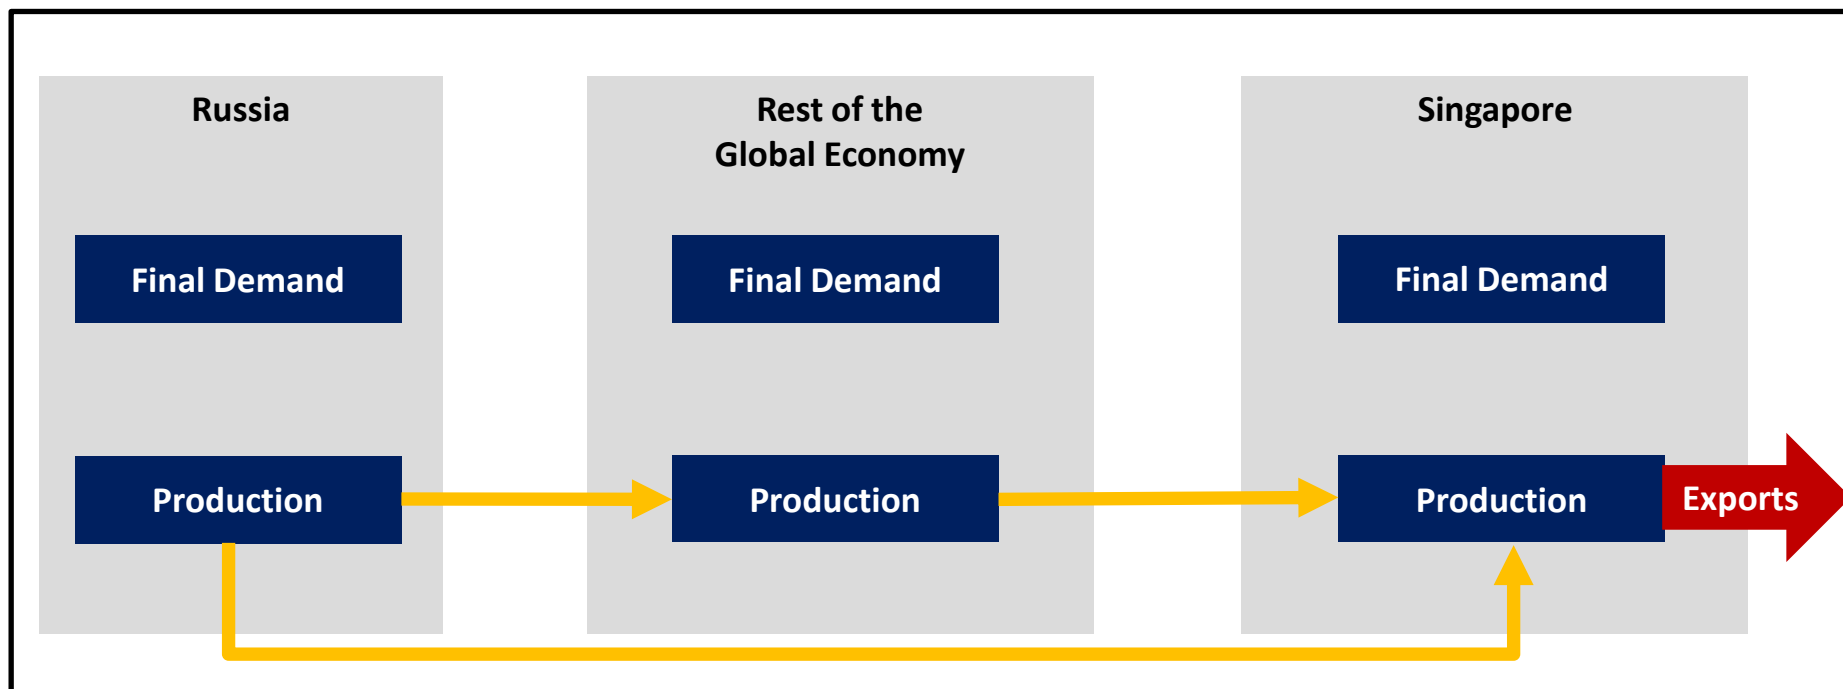 Russia
Rest of the
Global Economy
Singapore
Final Demand
Final Demand
Final Demand
Production
Production
Production
Exports